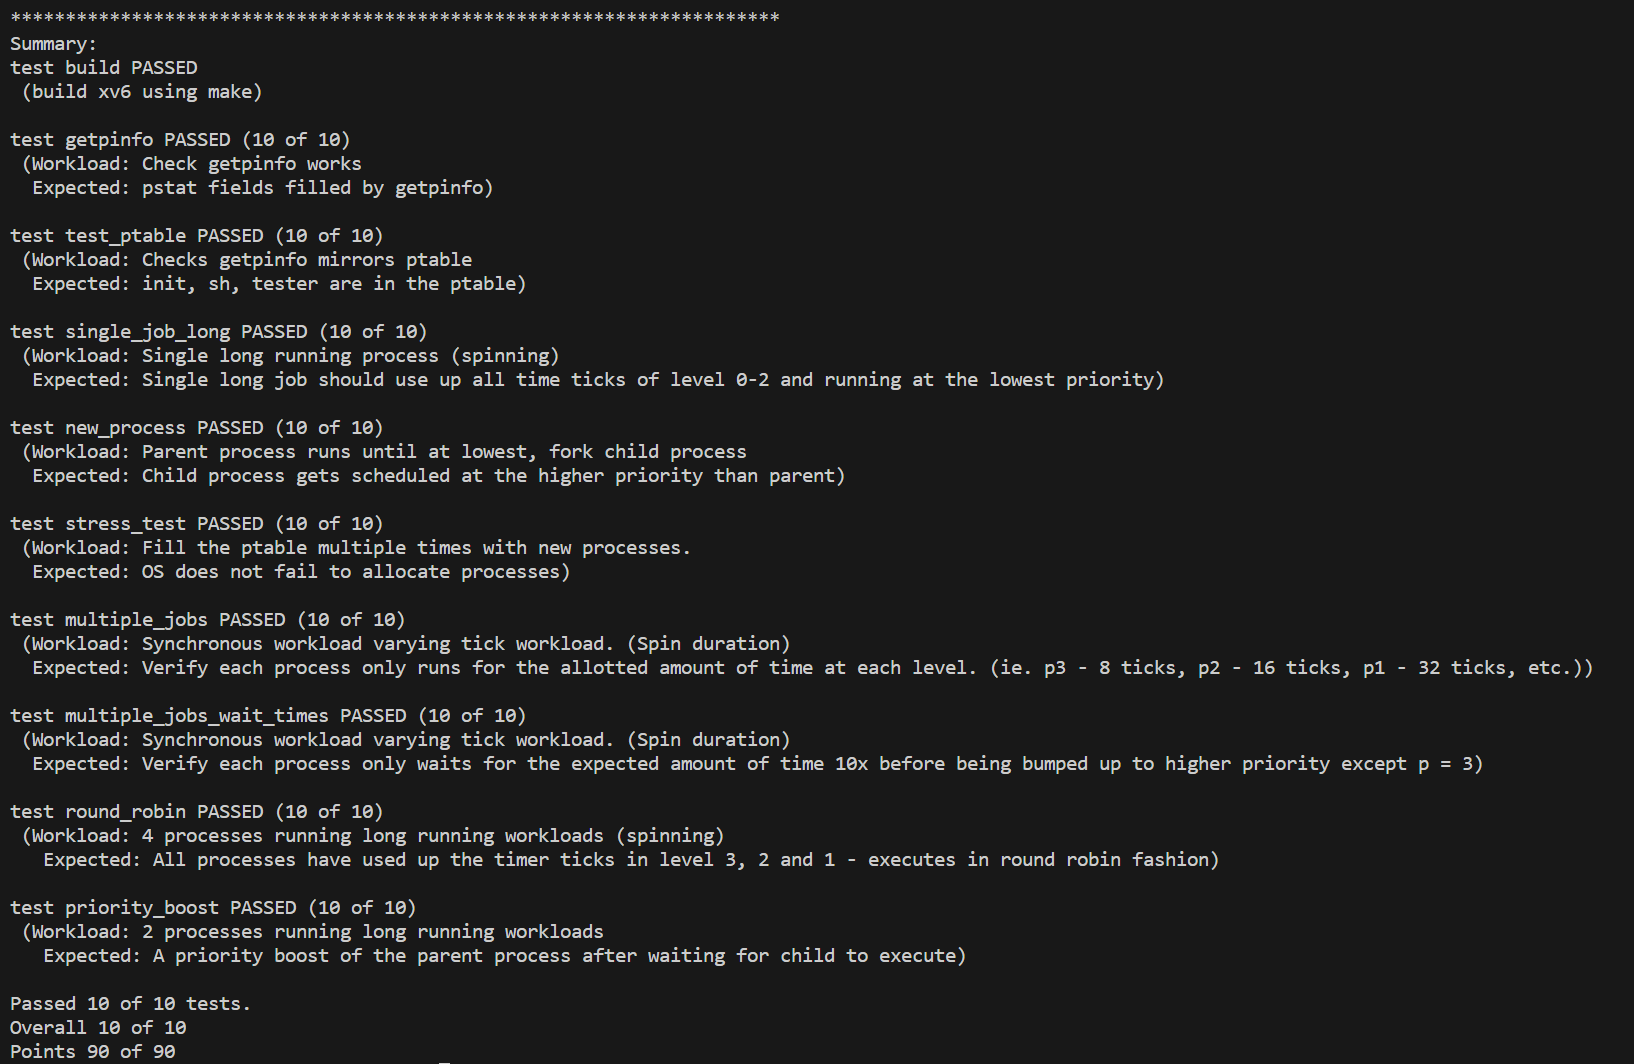 **********************************************************************
Summary:
test build PASSED
(build xv6 using make)
test getpinfo PASSED (10 of 10)
(Workload: Check getpinfo works
Expected: pstat fields filled by getpinfo)
test test_ptable PASSED (10 of 10)
(Workload: Checks getpinfo mirrors ptable
Expected: init, sh, tester are in the ptable)
test single_job_long PASSED (10 of 10)
(Workload: Single long running process (spinning)
Expected: Single long job should use up all time ticks of level 0-2 and running at the lowest priority)
test new_process PASSED (10 of 10)
(Workload: Parent process runs until at lowest, fork child process
Expected: Child process gets scheduled at the higher priority than parent)
test stress_test PASSED (10 of 10)
(Workload: Fill the ptable multiple times with new processes.
Expected: OS does not fail to allocate processes)
test multiple_jobs PASSED (10 of 10)
(Workload: Synchronous workload varying tick workload. (Spin duration)
Expected: Verify each process only runs for the allotted amount of time at each level. (ie. p3 - 8 ticks, p2 - 16 ticks, p1 - 32 ticks, etc.))
test multiple_jobs_wait_times PASSED (10 of 10)
(Workload: Synchronous workload varying tick workload. (Spin duration)
Expected: Verify each process only waits for the expected amount of time 10x before being bumped up to higher priority except p = 3)
test round_robin PASSED (10 of 10)
(Workload: 4 processes running long running workloads (spinning)
Expected: All processes have used up the timer ticks in level 3, 2 and 1 - executes in round robin fashion)
test priority_boost PASSED (10 of 10)
(Workload: 2 processes running long running workloads
Expected: A priority boost of the parent process after waiting for child to execute)
Passed 10 of 10 tests.
Overall 10 of 10
Points 90 of 90